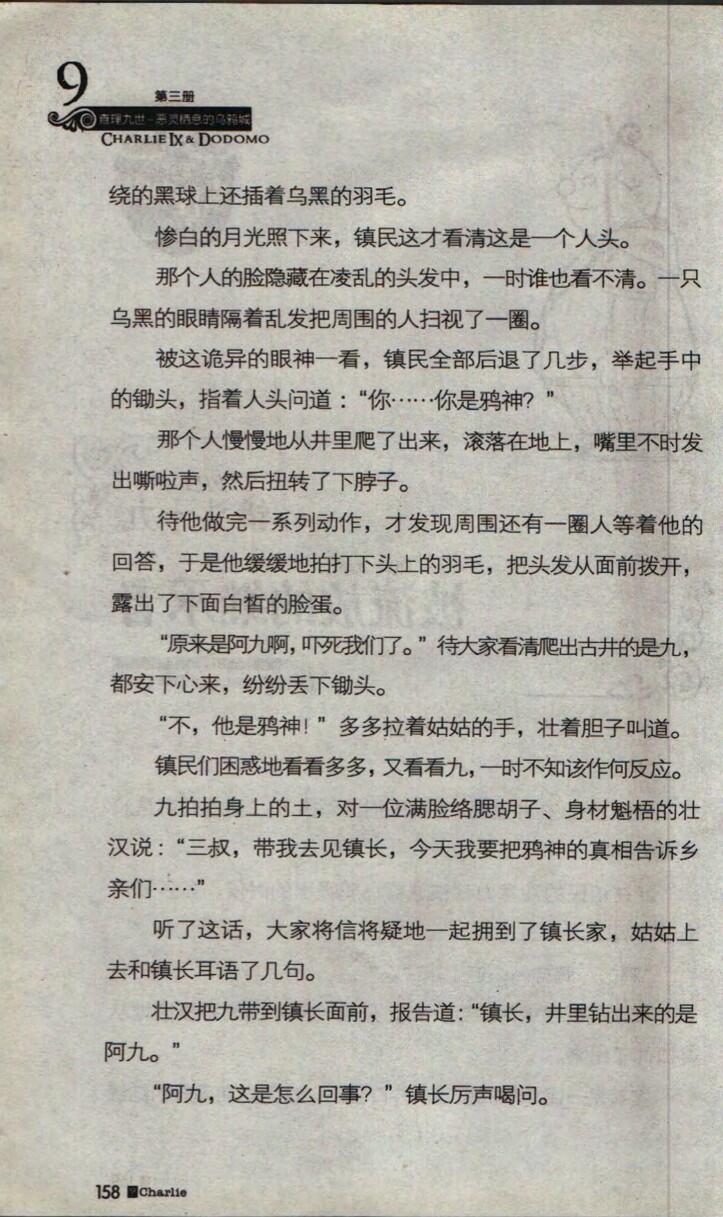 9
第三册
查理九世-恶灵栖息的乌鸦城
CHARLIE IX & DODOMO
绕的黑球上还插着乌黑的羽毛。
惨白的月光照下来，镇民这才看清这是一个人头。
那个人的脸隐藏在凌乱的头发中，一时谁也看不清。一只
乌黑的眼睛隔着乱发把周围的人扫视了一圈。
被这诡异的眼神一看，镇民全部后退了几步，举起手中
的锄头，指着人头问道：“你……你是鸦神？”
那个人慢慢地从井里爬了出来，滚落在地上，嘴里不时发
出嘶啦声，然后扭转了下脖子。
待他做完一系列动作，才发现周围还有一圈人等着他的
回答，于是他缓缓地拍打下头上的羽毛，把头发从面前拨开，
露出了下面白皙的脸蛋。
“原来是阿九啊，吓死我们了。”待大家看清爬出古井的是九，
都安下心来，纷纷丢下锄头。
“不，他是鸦神！”多多拉着姑姑的手，壮着胆子叫道。
镇民们困惑地看看多多，又看看九，一时不知该作何反应。
九拍拍身上的土，对一位满脸络腮胡子、身材魁梧的壮
汉说：“三叔，带我去见镇长，今天我要把鸦神的真相告诉乡
亲们……”
听了这话，大家将信将疑地一起拥到了镇长家，姑姑上
去和镇长耳语了几句。
壮汉把九带到镇长面前，报告道：“镇长，井里钻出来的是
阿九。”
“阿九，这是怎么回事？”镇长厉声喝问。
158 Charlie